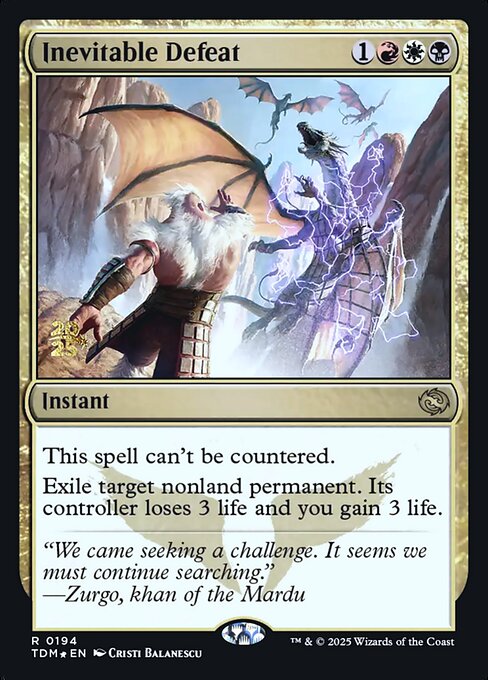 Inevitable Defeat 1
2025
Instant
This spell can't be countered.
Exile target nonland permanent. Its
controller loses 3 life and you gain 3 life.
“We came seeking a challenge. It seems we
must continue searching.”
—Zurgo, khan of the Mardu
R 0194
TDM★EN Cristi Balanescu
™ & © 2025 Wizards of the Coast